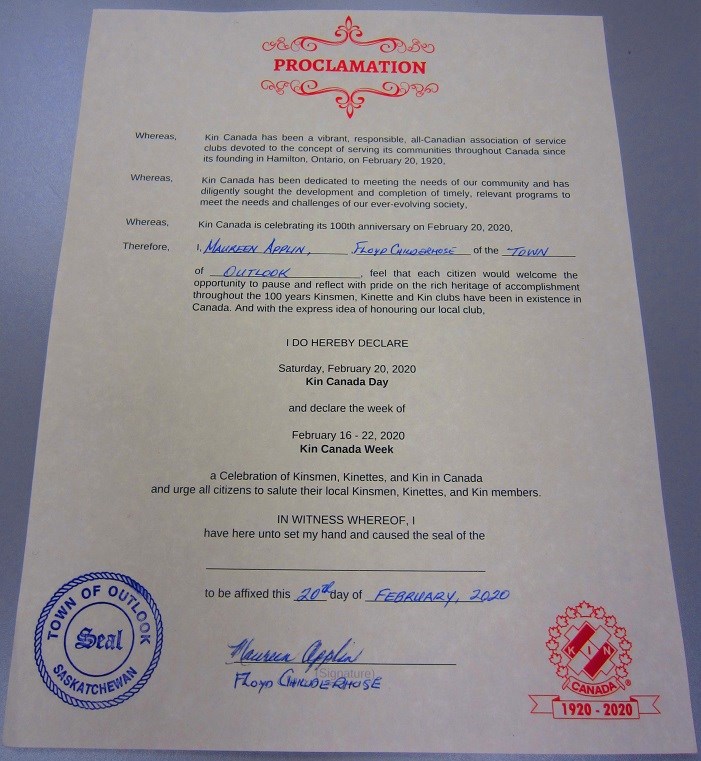 PROCLAMATION
Whereas, Kin Canada has been a vibrant, responsible, all-Canadian association of service
clubs devoted to the concept of serving its communities throughout Canada since
its founding in Hamilton, Ontario, on February 20, 1920,
Whereas, Kin Canada has been dedicated to meeting the needs of our community and has
diligently sought the development and completion of timely, relevant programs to
meet the needs and challenges of our ever-evolving society,
Whereas, Kin Canada is celebrating its 100th anniversary on February 20, 2020,
Therefore, I, MAUREEN APPLIN, FLOYD CHILDERHOSE of the TOWN
of OUTLOOK, feel that each citizen would welcome the
opportunity to pause and reflect with pride on the rich heritage of accomplishment
throughout the 100 years Kinsmen, Kinette and Kin clubs have been in existence in
Canada. And with the express idea of honouring our local club,
I DO HEREBY DECLARE
Saturday, February 20, 2020
Kin Canada Day
and declare the week of
February 16 - 22, 2020
Kin Canada Week
a Celebration of Kinsmen, Kinettes, and Kin in Canada
and urge all citizens to salute their local Kinsmen, Kinettes, and Kin members.
IN WITNESS WHEREOF, I
have here unto set my hand and caused the seal of the
to be affixed this 20th day of FEBRUARY, 2020
Maureen Applin
(Signature)
FLOYD CHILDERHOSE
TOWN OF OUTLOOK
Seal
SASKATCHEWAN
KIN
CANADA®
1920 - 2020